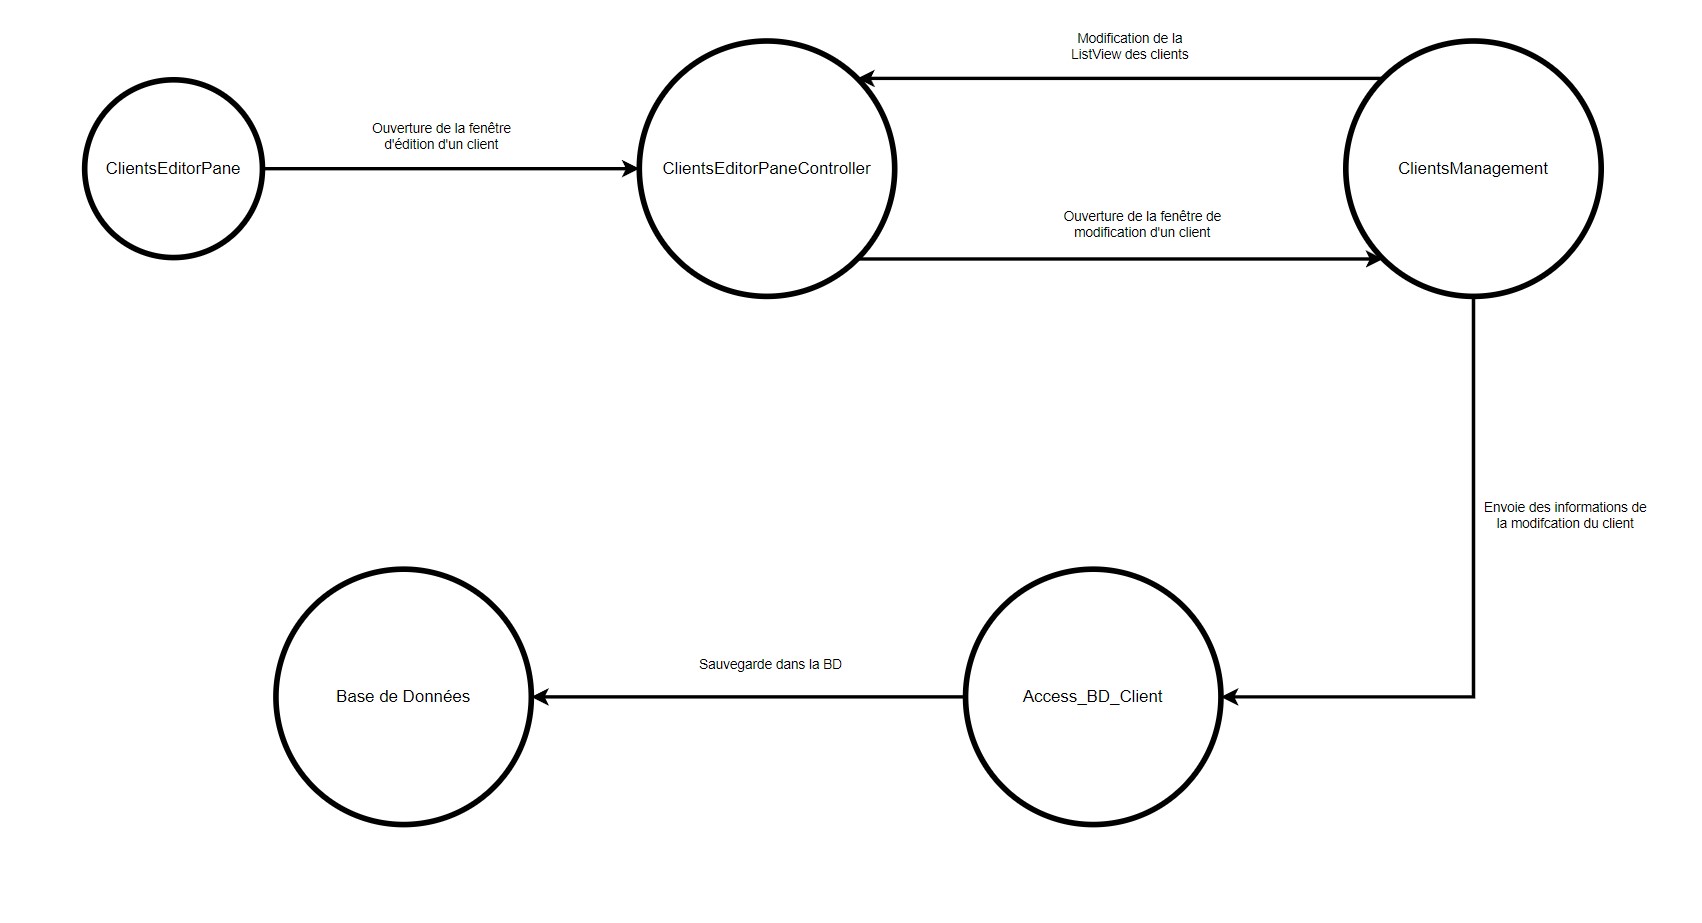 Modification de la
ListView des clients
Ouverture de la fenêtre
d'édition d'un client
ClientsEditorPane
ClientsEditorPaneController
ClientsManagement
Ouverture de la fenêtre de
modification d'un client
Envoie des informations de
la modifcation du client
Sauvegarde dans la BD
Base de Données
Access_BD_Client